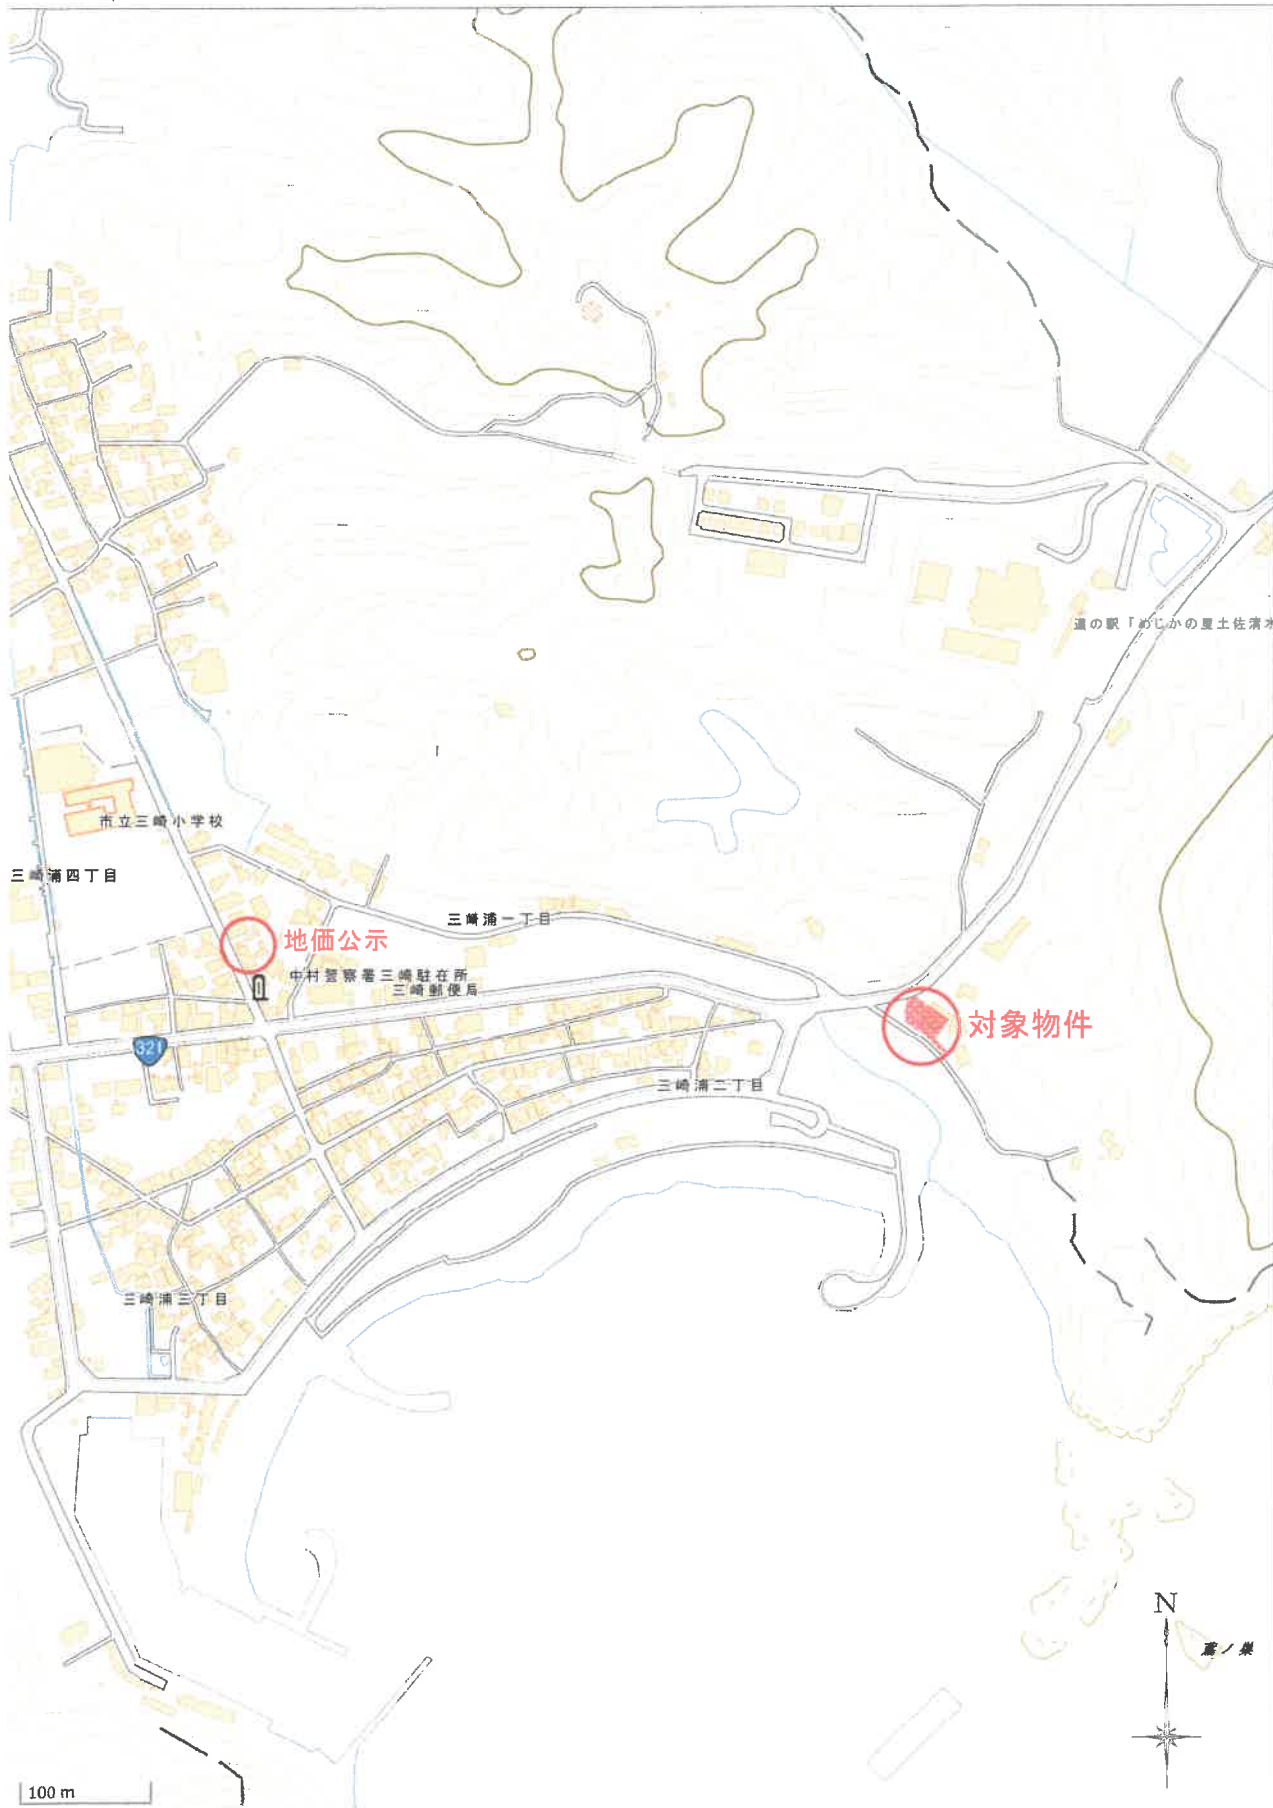 道の駅「めじかの里土佐清水
市立三崎小学校
三崎浦四丁目
三崎浦一丁目
地価公示
中村警察署三崎駐在所
三崎郵便局
対象物件
321
三崎浦二丁目
三崎浦三丁目
N
鳶ノ巣
100 m